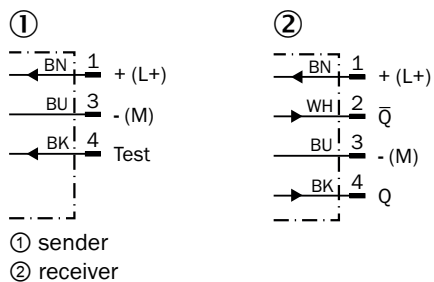 ① ②
BN 1 + (L+)
BU 3 - (M)
BK 4 Test
BN 1 + (L+)
WH 2 Q̅
BU 3 - (M)
BK 4 Q
① sender
② receiver